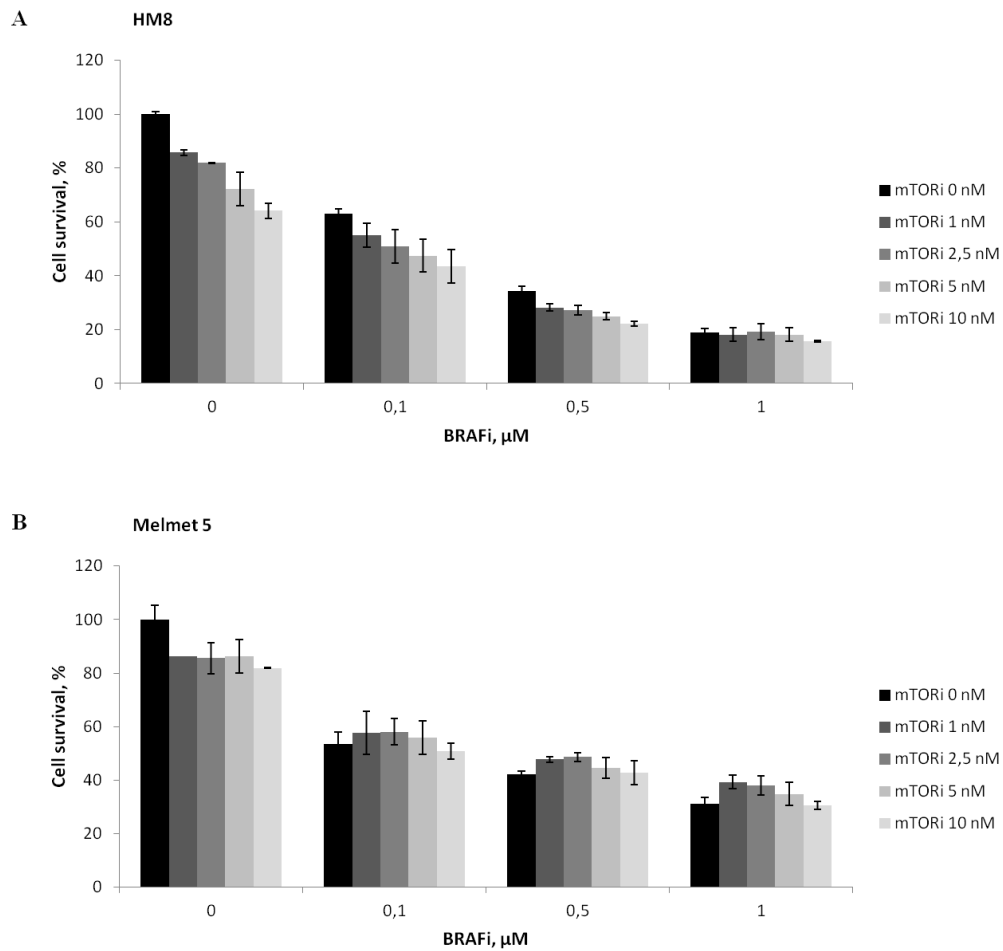 A
HM8
120
100
80
60
40
20
0
Cell survival, %
0 0,1 0,5 1
BRAFi, µM
mTORi 0 nM
mTORi 1 nM
mTORi 2,5 nM
mTORi 5 nM
mTORi 10 nM
B
Melmet 5
120
100
80
60
40
20
0
Cell survival, %
0 0,1 0,5 1
BRAFi, µM
mTORi 0 nM
mTORi 1 nM
mTORi 2,5 nM
mTORi 5 nM
mTORi 10 nM